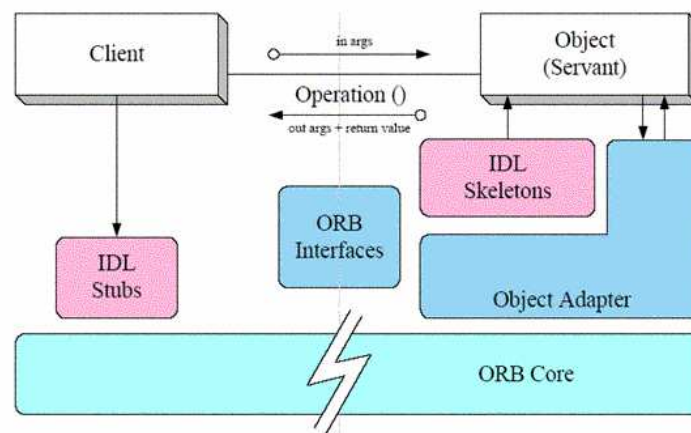 Client
in args
Object
(Servant)
Operation ()
out args + return value
IDL
Skeletons
ORB
Interfaces
IDL
Stubs
Object Adapter
ORB Core